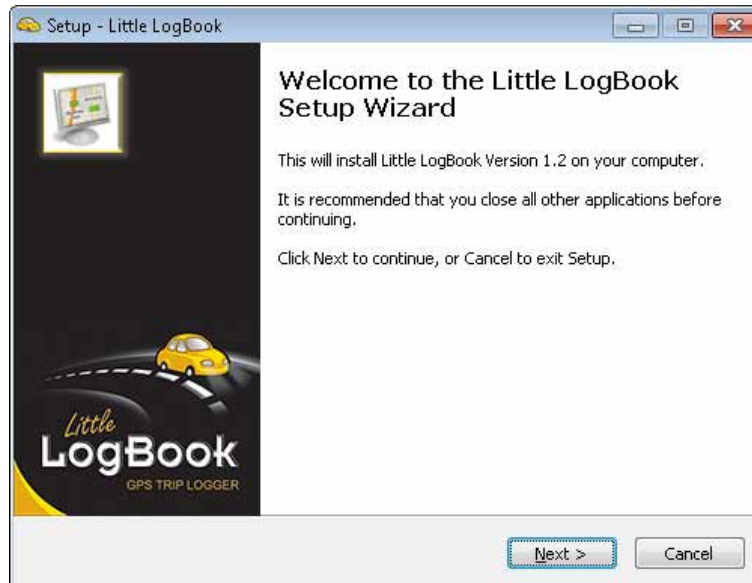 Setup - Little LogBook
Welcome to the Little LogBook
Setup Wizard
This will install Little LogBook Version 1.2 on your computer.
It is recommended that you close all other applications before
continuing.
Click Next to continue, or Cancel to exit Setup.
Little
LogBook
GPS TRIP LOGGER
Next >
Cancel